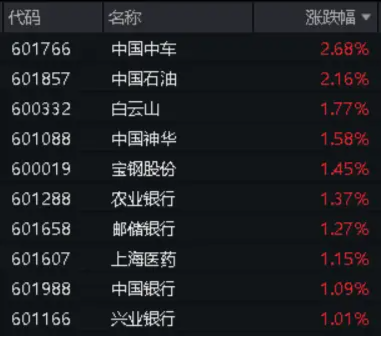 代码 名称 涨跌幅
601766 中国中车 2.68%
601857 中国石油 2.16%
600332 白云山 1.77%
601088 中国神华 1.58%
600019 宝钢股份 1.45%
601288 农业银行 1.37%
601658 邮储银行 1.27%
601607 上海医药 1.15%
601988 中国银行 1.09%
601166 兴业银行 1.01%